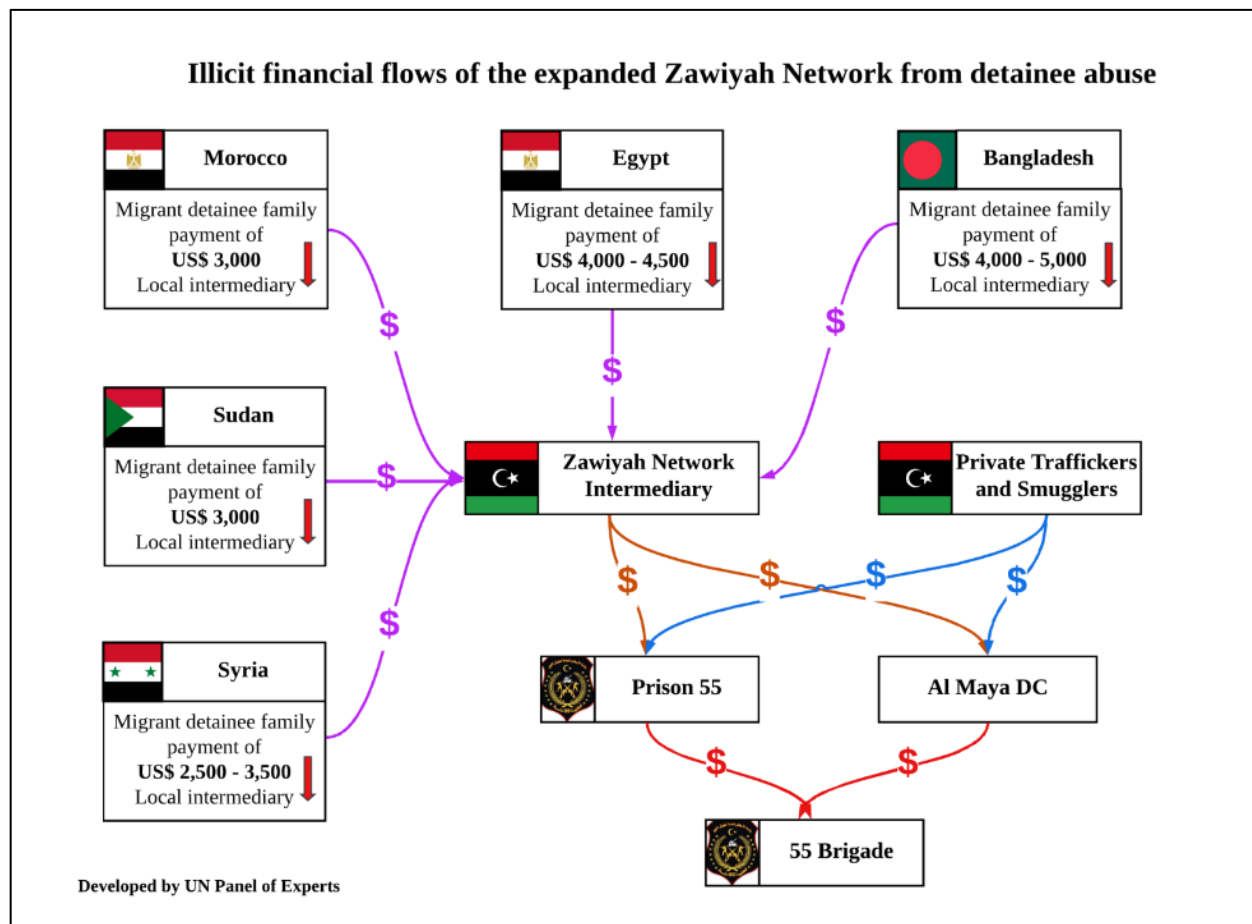 Illicit financial flows of the expanded Zawiyah Network from detainee abuse
Morocco
Migrant detainee family
payment of
US$ 3,000
Local intermediary
Egypt
Migrant detainee family
payment of
US$ 4,000 - 4,500
Local intermediary
Bangladesh
Migrant detainee family
payment of
US$ 4,000 - 5,000
Local intermediary
$
$
$
Sudan
Migrant detainee family
payment of
US$ 3,000
Local intermediary
$
Zawiyah Network
Intermediary
Private Traffickers
and Smugglers
$
$
$
$
$
Syria
Migrant detainee family
payment of
US$ 2,500 - 3,500
Local intermediary
Prison 55
Al Maya DC
$
$
55 Brigade
Developed by UN Panel of Experts